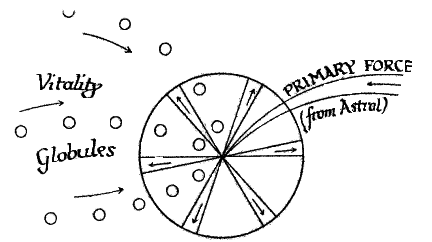 Vitality
Globules
PRIMARY FORCE
(from Astral)